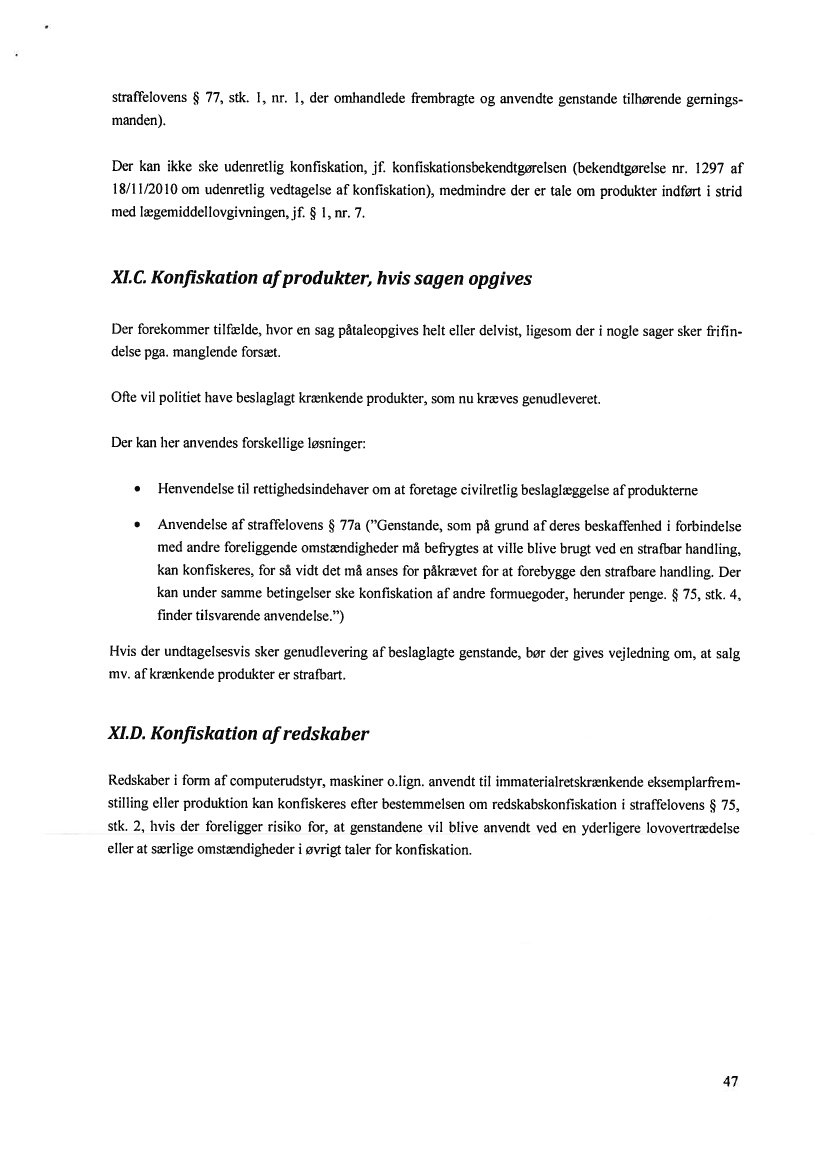 straffelovens § 77, stk. 1, nr. 1, der omhandlede frembragte og anvendte genstande tilhørende gernings-
manden).
Der kan ikke ske udenretlig konfiskation, jf. konfiskationsbekendtgørelsen (bekendtgørelse nr. 1297 af
18/11/2010 om udenretlig vedtagelse af konfiskation), medmindre der er tale om produkter indført i strid
med lægemiddellovgivningen, jf. § 1, nr. 7.
XI.C. Konfiskation af produkter, hvis sagen opgives
Der forekommer tilfælde, hvor en sag påtaleopgives helt eller delvist, ligesom der i nogle sager sker frifin-
delse pga. manglende forsæt.
Ofte vil politiet have beslaglagt krænkende produkter, som nu kræves genudleveret.
Der kan her anvendes forskellige løsninger:
• Henvendelse til rettighedsindehaver om at foretage civilretlig beslaglæggelse af produkterne
• Anvendelse af straffelovens § 77a (”Genstande, som på grund af deres beskaffenhed i forbindelse
med andre foreliggende omstændigheder må befrygtes at ville blive brugt ved en strafbar handling,
kan konfiskeres, for så vidt det må anses for påkrævet for at forebygge den strafbare handling. Der
kan under samme betingelser ske konfiskation af andre formuegoder, herunder penge. § 75, stk. 4,
finder tilsvarende anvendelse.”)
Hvis der undtagelsesvis sker genudlevering af beslaglagte genstande, bør der gives vejledning om, at salg
mv. af krænkende produkter er strafbart.
XI.D. Konfiskation af redskaber
Redskaber i form af computerudstyr, maskiner o.lign. anvendt til immaterialretskrænkende eksemplarfrem-
stilling eller produktion kan konfiskeres efter bestemmelsen om redskabskonfiskation i straffelovens § 75,
stk. 2, hvis der foreligger risiko for, at genstandene vil blive anvendt ved en yderligere lovovertrædelse
eller at særlige omstændigheder i øvrigt taler for konfiskation.
47